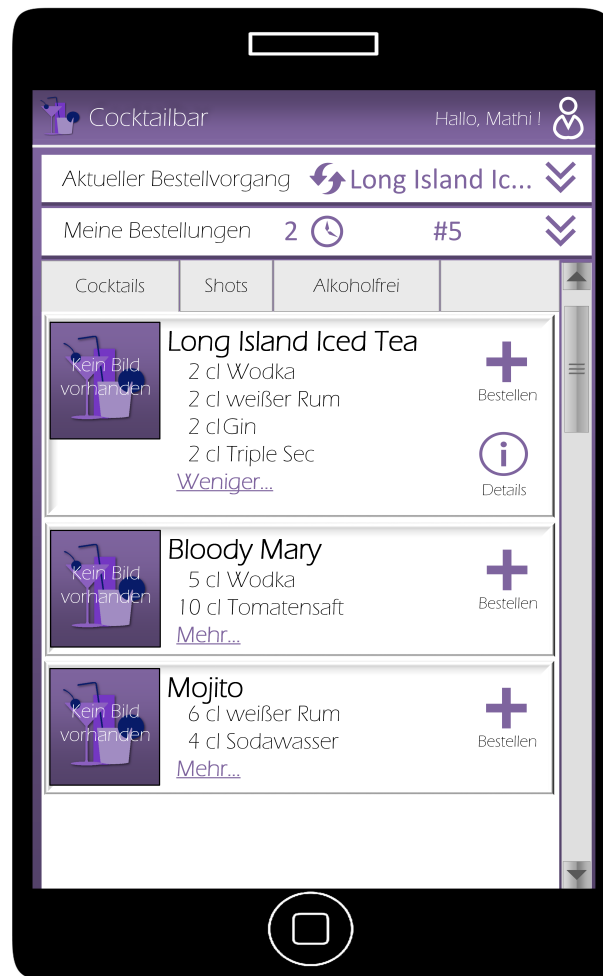 Cocktailbar Hallo, Mathi !
Aktueller Bestellvorgang Long Island Ic...
Meine Bestellungen 2 #5
Cocktails Shots Alkoholfrei
Kein Bild
vorhanden
Long Island Iced Tea
2 cl Wodka
2 cl weißer Rum
2 cl Gin
2 cl Triple Sec
Weniger...
Bestellen
i
Details
Kein Bild
vorhanden
Bloody Mary
5 cl Wodka
10 cl Tomatensaft
Mehr...
Bestellen
Kein Bild
vorhanden
Mojito
6 cl weißer Rum
4 cl Sodawasser
Mehr...
Bestellen